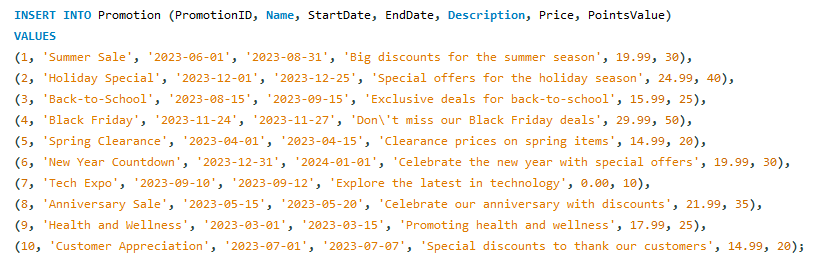 INSERT INTO Promotion (PromotionID, Name, StartDate, EndDate, Description, Price, PointsValue)
VALUES
(1, 'Summer Sale', '2023-06-01', '2023-08-31', 'Big discounts for the summer season', 19.99, 30),
(2, 'Holiday Special', '2023-12-01', '2023-12-25', 'Special offers for the holiday season', 24.99, 40),
(3, 'Back-to-School', '2023-08-15', '2023-09-15', 'Exclusive deals for back-to-school', 15.99, 25),
(4, 'Black Friday', '2023-11-24', '2023-11-27', 'Don\'t miss our Black Friday deals', 29.99, 50),
(5, 'Spring Clearance', '2023-04-01', '2023-04-15', 'Clearance prices on spring items', 14.99, 20),
(6, 'New Year Countdown', '2023-12-31', '2024-01-01', 'Celebrate the new year with special offers', 19.99, 30),
(7, 'Tech Expo', '2023-09-10', '2023-09-12', 'Explore the latest in technology', 0.00, 10),
(8, 'Anniversary Sale', '2023-05-15', '2023-05-20', 'Celebrate our anniversary with discounts', 21.99, 35),
(9, 'Health and Wellness', '2023-03-01', '2023-03-15', 'Promoting health and wellness', 17.99, 25),
(10, 'Customer Appreciation', '2023-07-01', '2023-07-07', 'Special discounts to thank our customers', 14.99, 20);